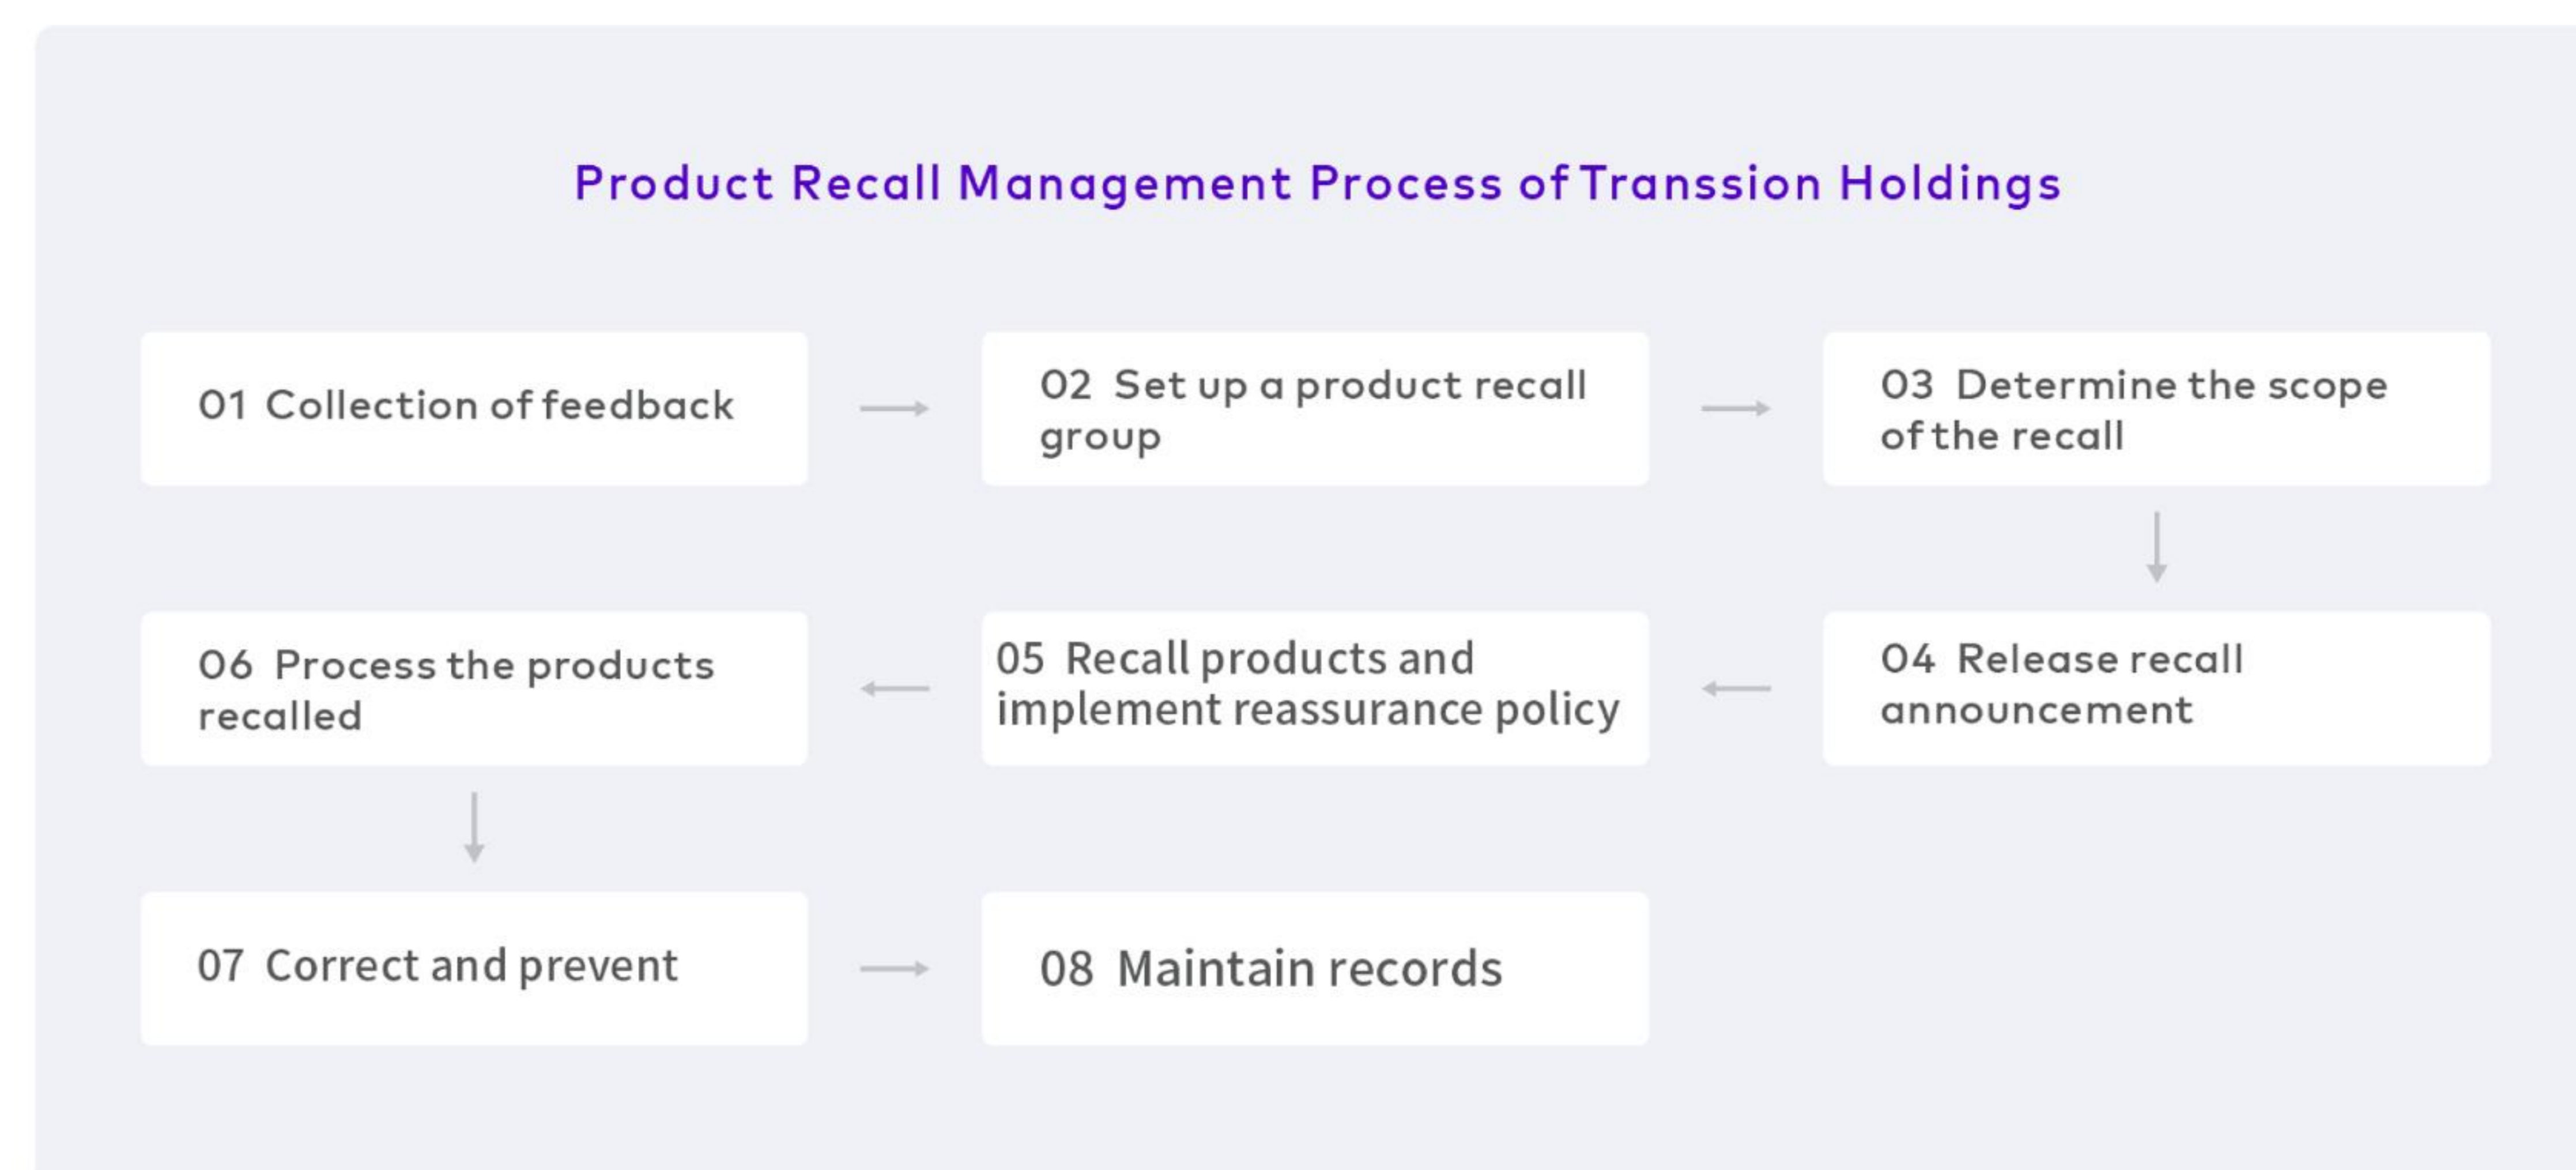 Product Recall Management Process of Transsion Holdings
01 Collection of feedback
02 Set up a product recall
group
03 Determine the scope
of the recall
04 Release recall
announcement
05 Recall products and
implement reassurance policy
06 Process the products
recalled
07 Correct and prevent
08 Maintain records